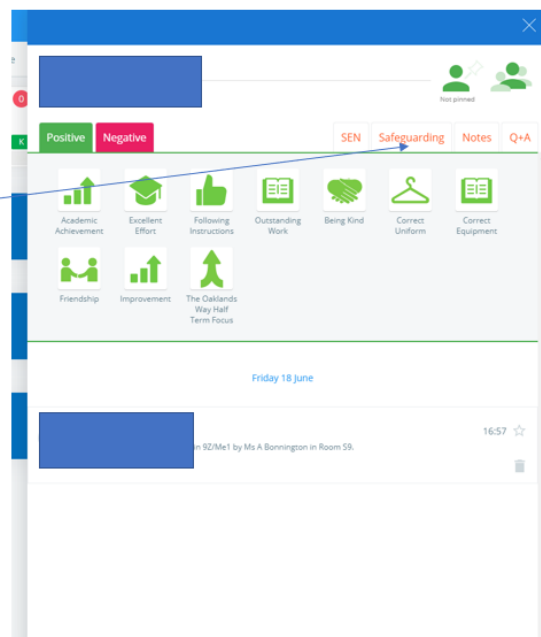 e
0
K
Not pinned
Positive Negative SEN Safeguarding Notes Q+A
Academic Achievement
Excellent Effort
Following Instructions
Outstanding Work
Being Kind
Correct Uniform
Correct Equipment
Friendship
Improvement
The Oaklands Way Half Term Focus
Friday 18 June
16:57
in 9Z/Me1 by Ms A Bonnington in Room S9.